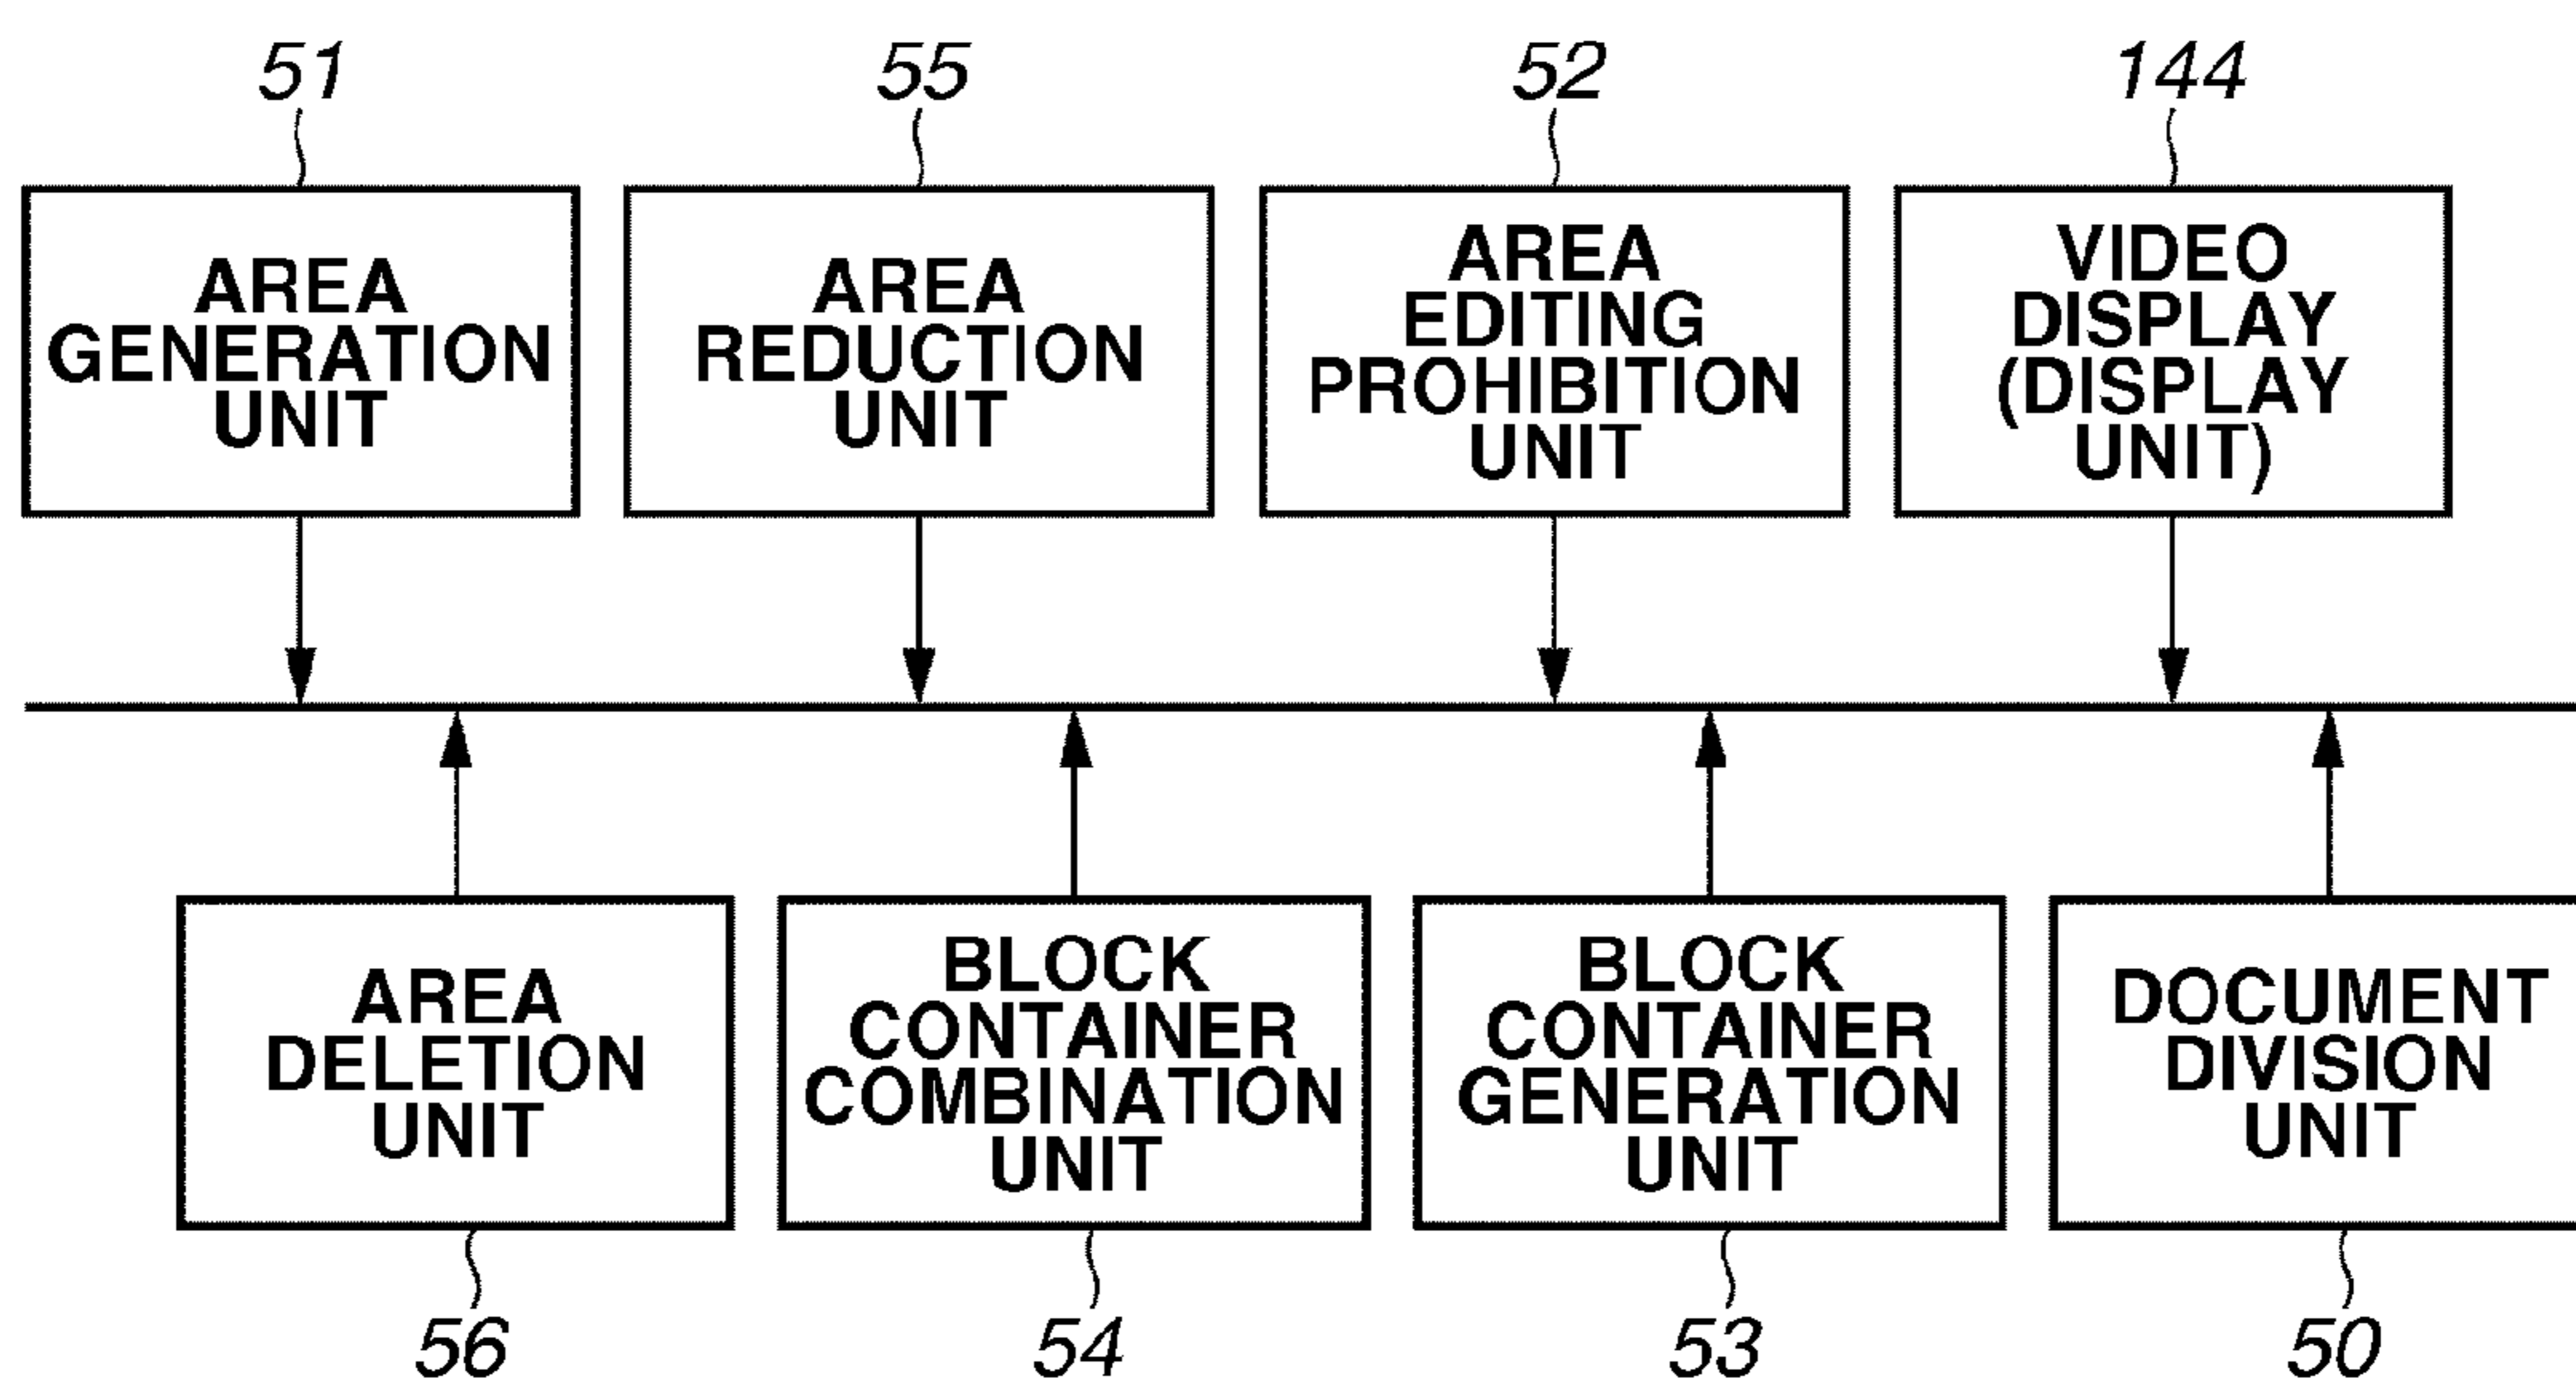 51
55
52
144
AREA
GENERATION
UNIT
AREA
REDUCTION
UNIT
AREA
EDITING
PROHIBITION
UNIT
VIDEO
DISPLAY
(DISPLAY
UNIT)
AREA
DELETION
UNIT
BLOCK
CONTAINER
COMBINATION
UNIT
BLOCK
CONTAINER
GENERATION
UNIT
DOCUMENT
DIVISION
UNIT
56
54
53
50